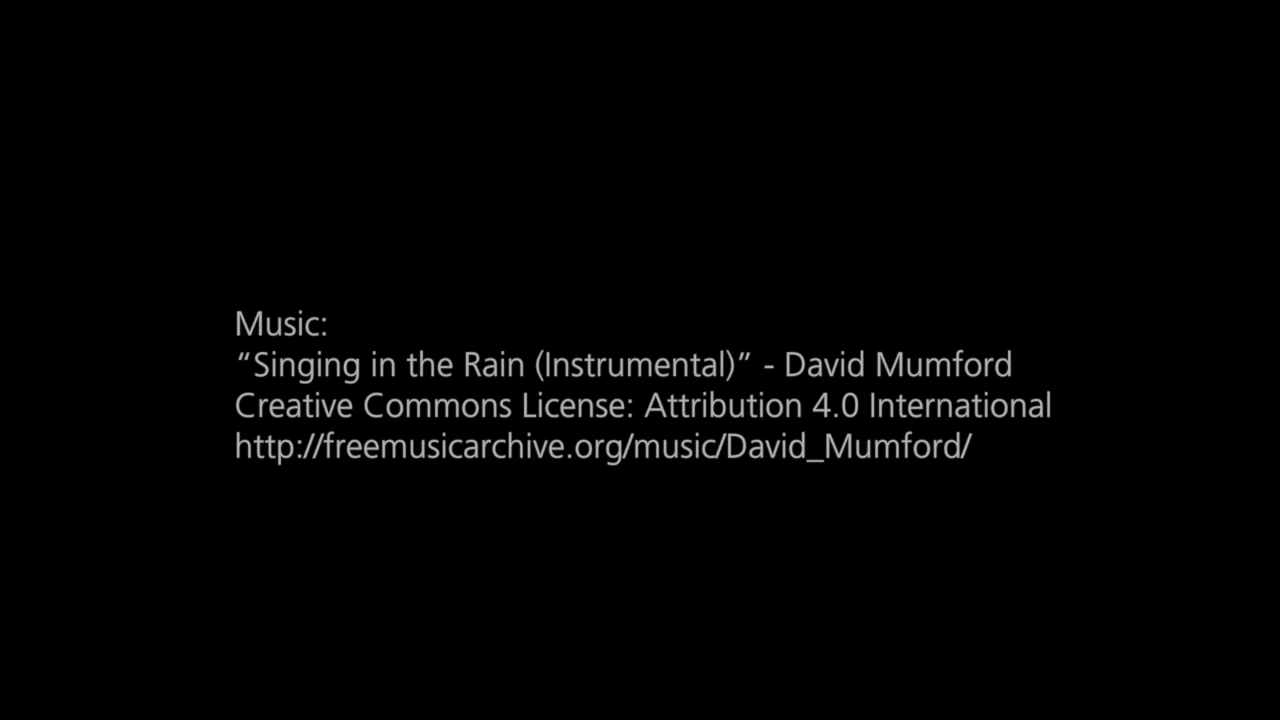 Music:
“Singing in the Rain (Instrumental)” - David Mumford
Creative Commons License: Attribution 4.0 International
http://freemusicarchive.org/music/David_Mumford/